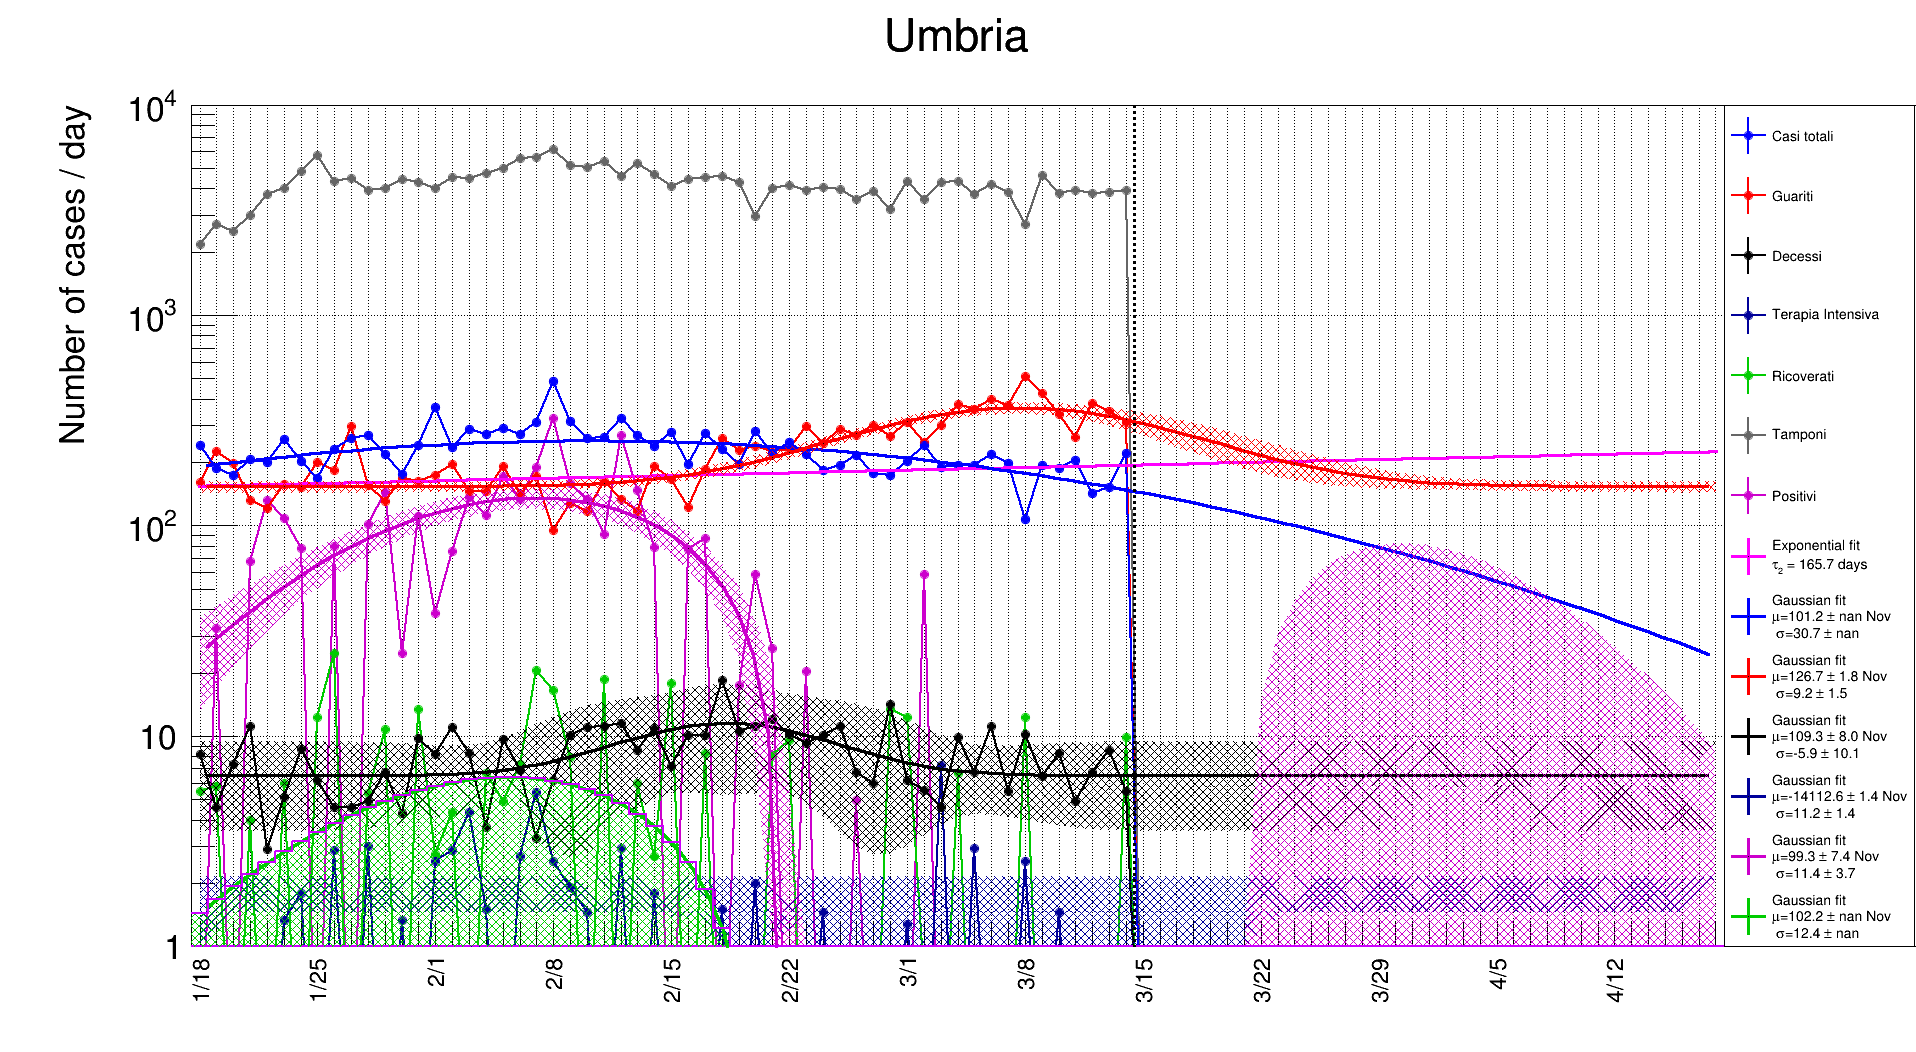 Umbria
Number of cases / day
10^4
10^3
10^2
10
1
1/18
1/25
2/1
2/8
2/15
2/22
3/1
3/8
3/15
3/22
3/29
4/5
4/12
Casi totali
Guariti
Decessi
Terapia Intensiva
Ricoverati
Tamponi
Positivi
Exponential fit
τ₂ = 165.7 days
Gaussian fit
μ=101.2 ± nan Nov
σ=30.7 ± nan
Gaussian fit
μ=126.7 ± 1.8 Nov
σ=9.2 ± 1.5
Gaussian fit
μ=109.3 ± 8.0 Nov
σ=-5.9 ± 10.1
Gaussian fit
μ=-14112.6 ± 1.4 Nov
σ=11.2 ± 1.4
Gaussian fit
μ=99.3 ± 7.4 Nov
σ=11.4 ± 3.7
Gaussian fit
μ=102.2 ± nan Nov
σ=12.4 ± nan